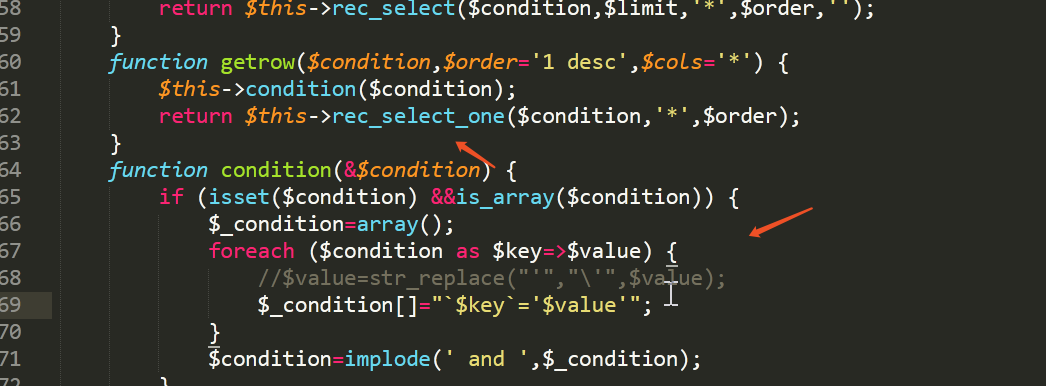 58 return $this->rec_select($condition,$limit,'*',$order,'');
59 }
60 function getrow($condition,$order='1 desc',$cols='*') {
61 $this->condition($condition);
62 return $this->rec_select_one($condition,'*',$order);
63 }
64 function condition(&$condition) {
65 if (isset($condition) &&is_array($condition)) {
66 $_condition=array();
67 foreach ($condition as $key=>$value) {
68 //$value=str_replace("'","\'",$value);
69 $_condition[]="`$key`='$value'";
70 }
71 $condition=implode(' and ',$_condition);
72 }